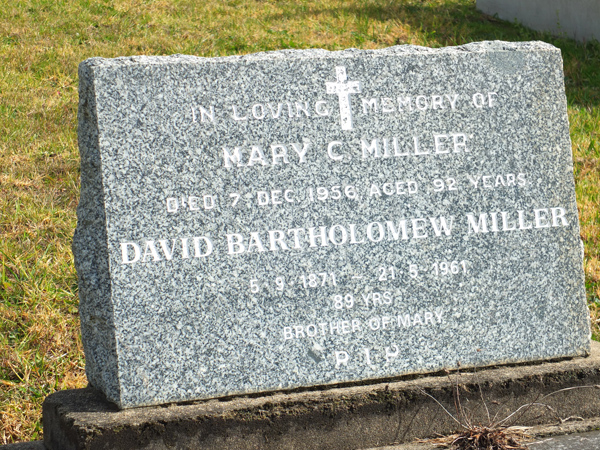 IN LOVING MEMORY OF
MARY C MILLER
DIED 7·DEC. 1956 AGED 92 YEARS
DAVID BARTHOLOMEW MILLER
5·9·1871 - 21·5·1961
89 YRS
BROTHER OF MARY
R.I.P